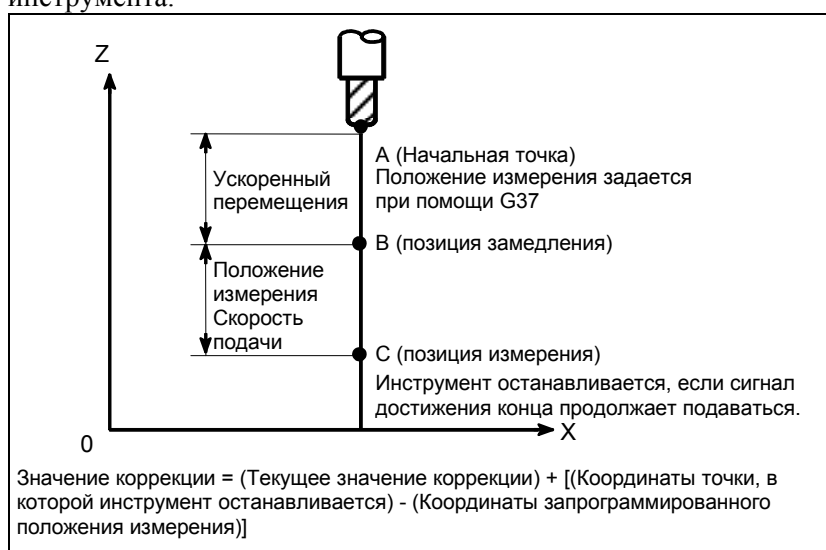 инструмента.
Z
A (Начальная точка)
Положение измерения задается
при помощи G37
Ускоренный
перемещения
B (позиция замедления)
Положение
измерения
Скорость
подачи
C (позиция измерения)
Инструмент останавливается, если сигнал
достижения конца продолжает подаваться.
X
0
Значение коррекции = (Текущее значение коррекции) + [(Координаты точки, в
которой инструмент останавливается) - (Координаты запрограммированного
положения измерения)]